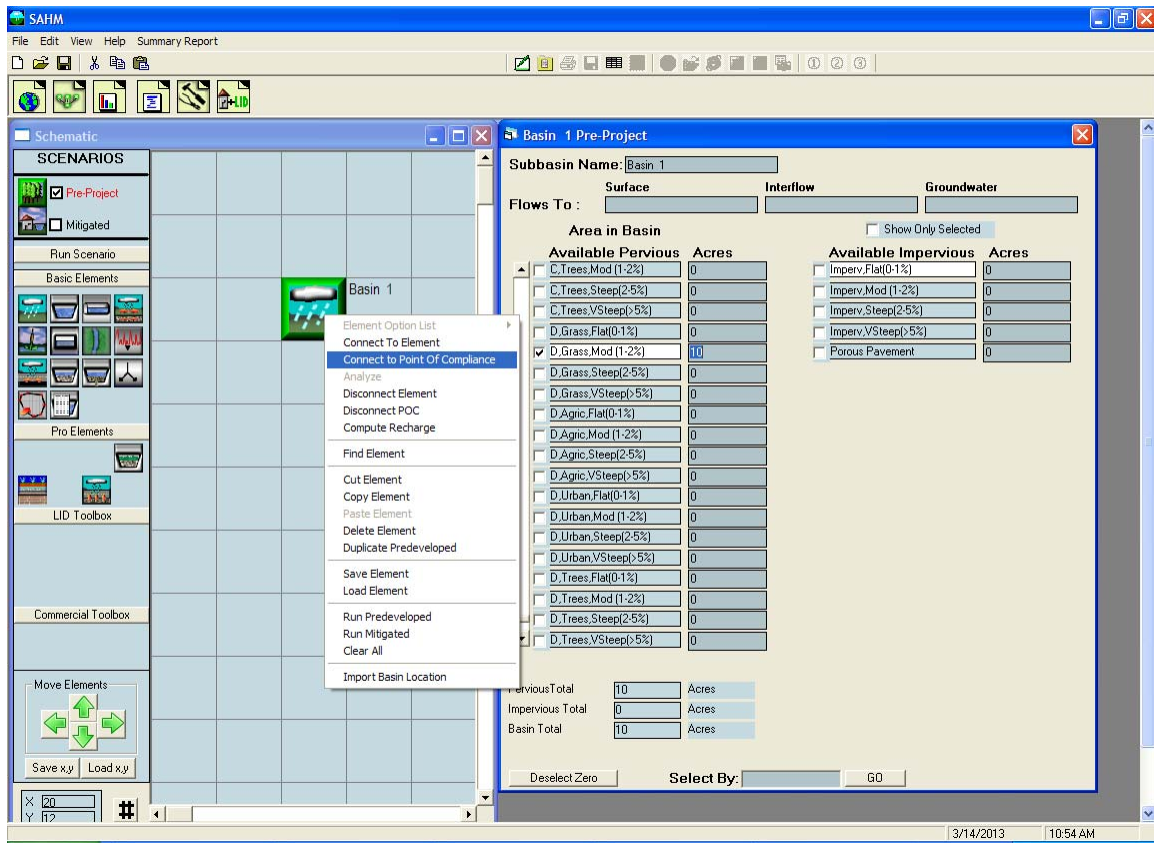 SAHM
File Edit View Help Summary Report
Schematic
SCENARIOS
Pre-Project
Mitigated
Run Scenario
Basic Elements
Pro Elements
LID Toolbox
Commercial Toolbox
Move Elements
Save x,y Load x,y
X 20
Y 12
#
+LID
Basin 1
Element Option List
Connect To Element
Connect to Point Of Compliance
Analyze
Disconnect Element
Disconnect POC
Compute Recharge
Find Element
Cut Element
Copy Element
Paste Element
Delete Element
Duplicate Predeveloped
Save Element
Load Element
Run Predeveloped
Run Mitigated
Clear All
Import Basin Location
Basin 1 Pre-Project
Subbasin Name: Basin 1
Surface Interflow Groundwater
Flows To :
Area in Basin
Show Only Selected
Available Pervious Acres
C,Trees,Mod (1-2%) 0
C,Trees,Steep(2-5%) 0
C,Trees,VSteep(>5%) 0
D,Grass,Flat(0-1%) 0
D,Grass,Mod (1-2%) 10
D,Grass,Steep(2-5%) 0
D,Grass,VSteep(>5%) 0
D,Agric,Flat(0-1%) 0
D,Agric,Mod (1-2%) 0
D,Agric,Steep(2-5%) 0
D,Agric,VSteep(>5%) 0
D,Urban,Flat(0-1%) 0
D,Urban,Mod (1-2%) 0
D,Urban,Steep(2-5%) 0
D,Urban,VSteep(>5%) 0
D,Trees,Flat(0-1%) 0
D,Trees,Mod (1-2%) 0
D,Trees,Steep(2-5%) 0
D,Trees,VSteep(>5%) 0
Available Impervious Acres
Imperv,Flat(0-1%) 0
Imperv,Mod (1-2%) 0
Imperv,Steep(2-5%) 0
Imperv,VSteep(>5%) 0
Porous Pavement 0
PerviousTotal 10 Acres
Impervious Total 0 Acres
Basin Total 10 Acres
Deselect Zero Select By: GO
3/14/2013 10:54 AM